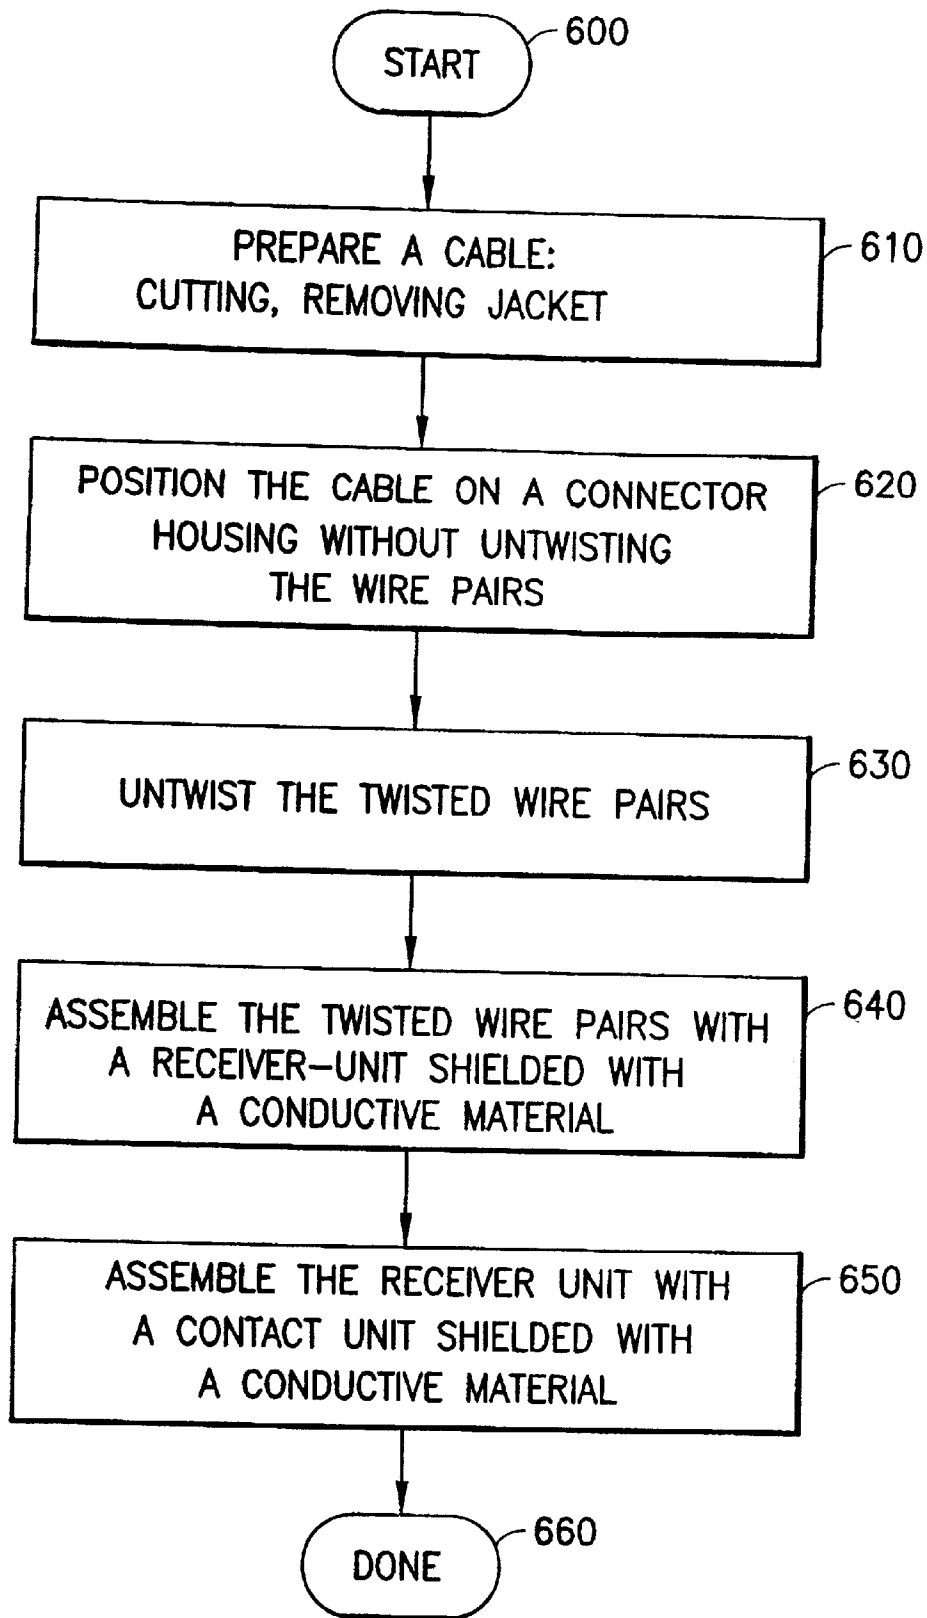 START
600
PREPARE A CABLE:
CUTTING, REMOVING JACKET
610
POSITION THE CABLE ON A CONNECTOR
HOUSING WITHOUT UNTWISTING
THE WIRE PAIRS
620
UNTWIST THE TWISTED WIRE PAIRS
630
ASSEMBLE THE TWISTED WIRE PAIRS WITH
A RECEIVER-UNIT SHIELDED WITH
A CONDUCTIVE MATERIAL
640
ASSEMBLE THE RECEIVER UNIT WITH
A CONTACT UNIT SHIELDED WITH
A CONDUCTIVE MATERIAL
650
DONE
660